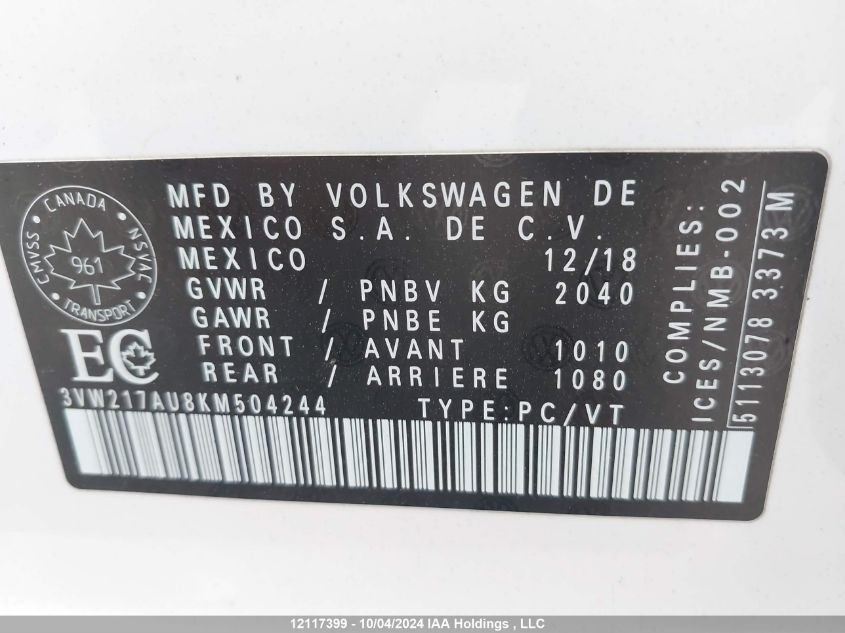 MFD BY VOLKSWAGEN DE
MEXICO S.A. DE C.V.
MEXICO 12/18
GVWR / PNBV KG 2040
GAWR / PNBE KG
FRONT / AVANT 1010
REAR / ARRIERE 1080
3VW217AU8KM504244 TYPE:PC/VT
CANADA
CMVSS
NSVAC
961
TRANSPORT
EC
COMPLIES:
ICES/NMB-002
5113078 3373 M
12117399 - 10/04/2024 IAA Holdings , LLC